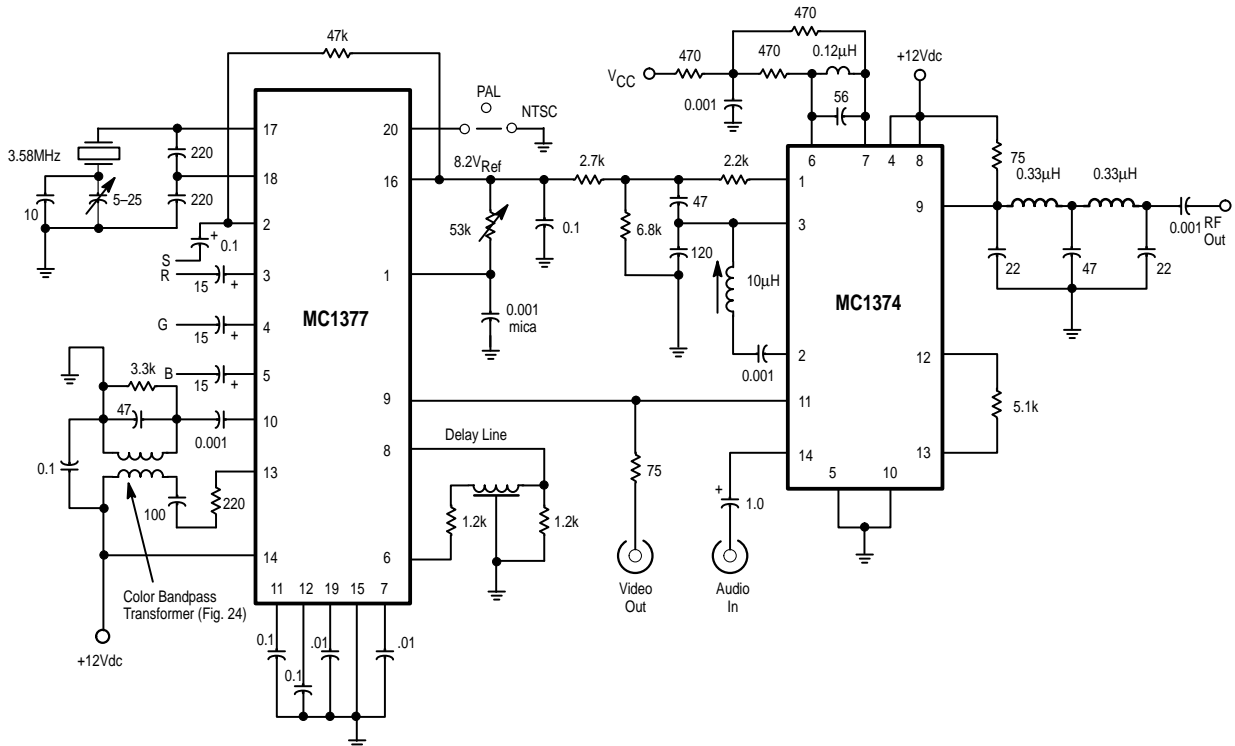 470
47k
470
0.12µH
+12Vdc
470
VCC
PAL
NTSC
0.001
56
17
20
6
7
4
8
3.58MHz
220
8.2VRef
2.7k
2.2k
75
0.33µH
0.33µH
18
16
1
10
5–25
220
47
9
0.001
RF
Out
2
+
0.1
53k
0.1
6.8k
3
S
R
15
+
3
120
10µH
22
47
22
1
MC1377
MC1374
G
15
+
4
0.001
mica
2
12
3.3k
B
15
+
5
0.001
9
11
5.1k
47
0.001
10
8
Delay Line
0.1
13
75
14
13
+
1.0
5
10
100
220
1.2k
1.2k
14
6
Color Bandpass
Transformer (Fig. 24)
11
12
19
15
7
Video
Out
Audio
In
+12Vdc
0.1
.01
.01
0.1